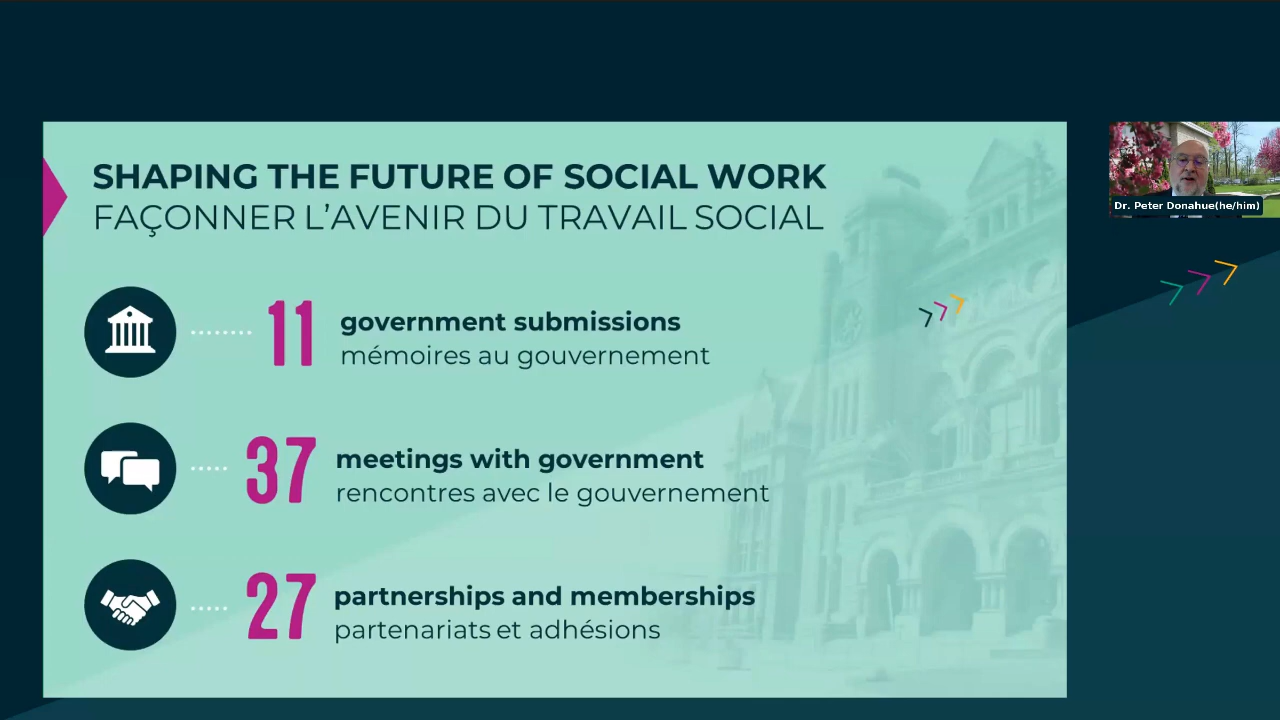 SHAPING THE FUTURE OF SOCIAL WORK
FAÇONNER L’AVENIR DU TRAVAIL SOCIAL
11
government submissions
mémoires au gouvernement
37
meetings with government
rencontres avec le gouvernement
27
partnerships and memberships
partenariats et adhésions
Dr. Peter Donahue(he/him)